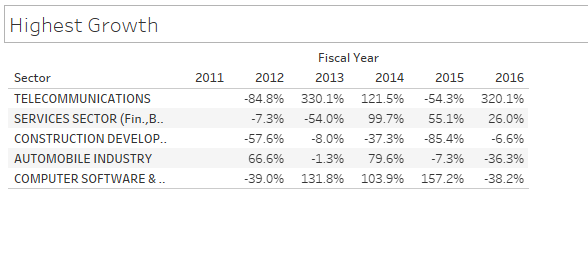 Highest Growth
Fiscal Year
Sector 2011 2012 2013 2014 2015 2016
TELECOMMUNICATIONS -84.8% 330.1% 121.5% -54.3% 320.1%
SERVICES SECTOR (Fin.,B.. -7.3% -54.0% 99.7% 55.1% 26.0%
CONSTRUCTION DEVELOP.. -57.6% -8.0% -37.3% -85.4% -6.6%
AUTOMOBILE INDUSTRY 66.6% -1.3% 79.6% -7.3% -36.3%
COMPUTER SOFTWARE & .. -39.0% 131.8% 103.9% 157.2% -38.2%